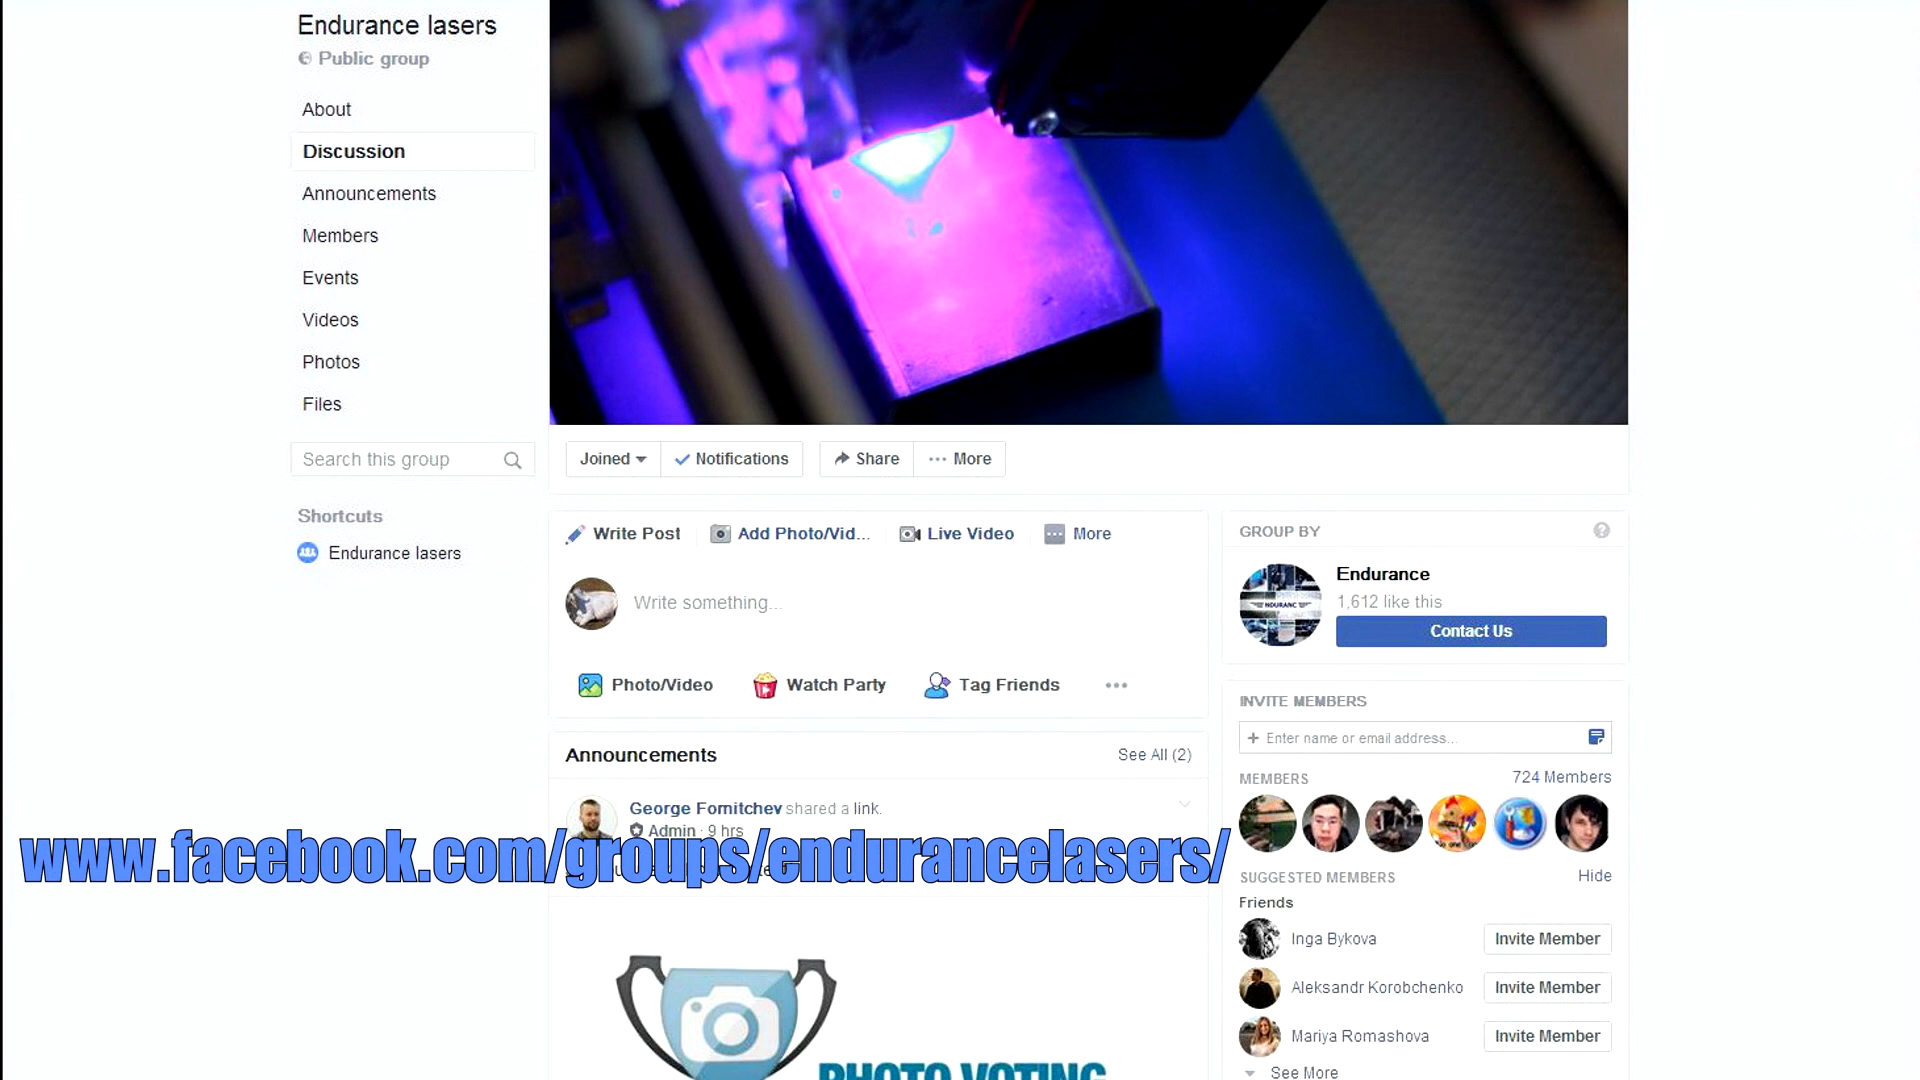 Endurance lasers
Public group
About
Discussion
Announcements
Members
Events
Videos
Photos
Files
Search this group
Shortcuts
Endurance lasers
Joined
Notifications
Share
More
Write Post
Add Photo/Vid...
Live Video
More
Write something...
Photo/Video
Watch Party
Tag Friends
Announcements
See All (2)
George Fomitchev shared a link.
Admin · 9 hrs
www.facebook.com/groups/endurancelasers/
PHOTO VOTING
GROUP BY
NDURANC
Endurance
1,612 like this
Contact Us
INVITE MEMBERS
Enter name or email address...
MEMBERS
724 Members
SUGGESTED MEMBERS
Hide
Friends
Inga Bykova
Invite Member
Aleksandr Korobchenko
Invite Member
Mariya Romashova
Invite Member
See More